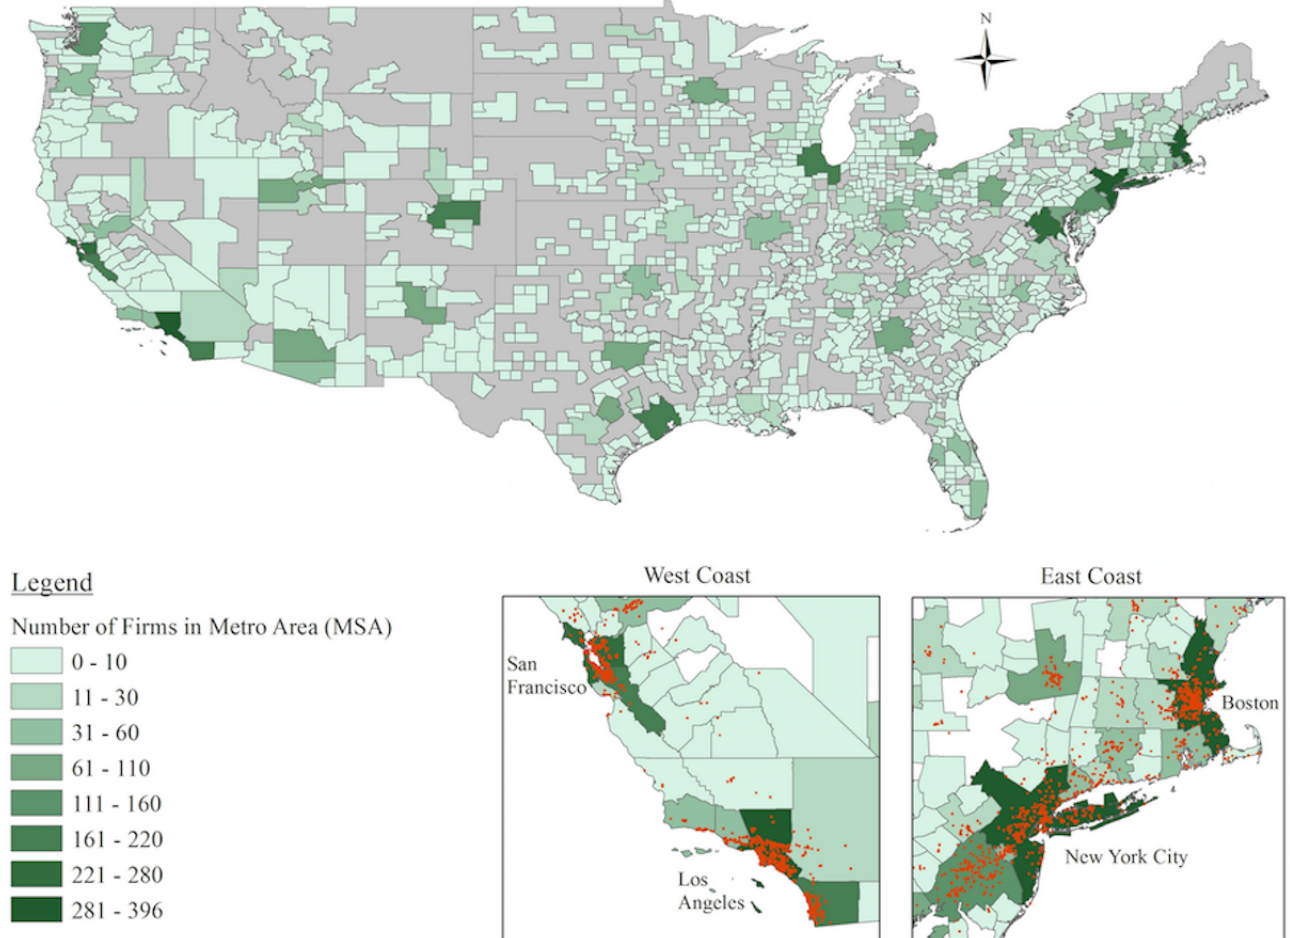 N
Legend
Number of Firms in Metro Area (MSA)
0 - 10
11 - 30
31 - 60
61 - 110
111 - 160
161 - 220
221 - 280
281 - 396
West Coast
San
Francisco
Los
Angeles
East Coast
Boston
New York City